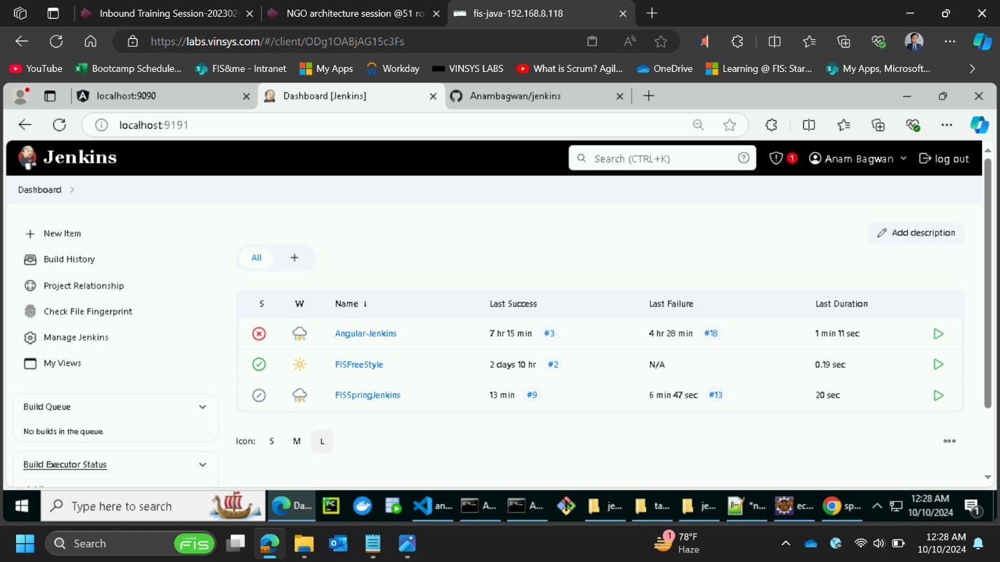 Inbound Training Session-202302
NGO architecture session @51 ro
fis-java-192.168.8.118
https://labs.vinsys.com/#/client/ODg1OABjAG15c3Fs
YouTube
Bootcamp Schedule...
FIS&me - Intranet
My Apps
Workday
VINSYS LABS
What is Scrum? Agil...
OneDrive
Learning @ FIS: Star...
My Apps, Microsoft...
localhost:9090
Dashboard [Jenkins]
Anambagwan/jenkins
localhost:9191
Jenkins
Search (CTRL+K)
1
Anam Bagwan
log out
Dashboard
New Item
Build History
Project Relationship
Check File Fingerprint
Manage Jenkins
My Views
Build Queue
No builds in the queue.
Build Executor Status
Add description
All
+
S W Name ↓ Last Success Last Failure Last Duration
Angular-Jenkins 7 hr 15 min #3 4 hr 28 min #18 1 min 11 sec
FISFreeStyle 2 days 10 hr #2 N/A 0.19 sec
FISSpringJenkins 13 min #9 6 min 47 sec #13 20 sec
Icon: S M L
Type here to search
Da...
PC
an...
A...
A...
je...
ta...
je...
*n...
ec...
sp...
12:28 AM
10/10/2024
1
Search
FIS
1
78°F
Haze
12:28 AM
10/10/2024